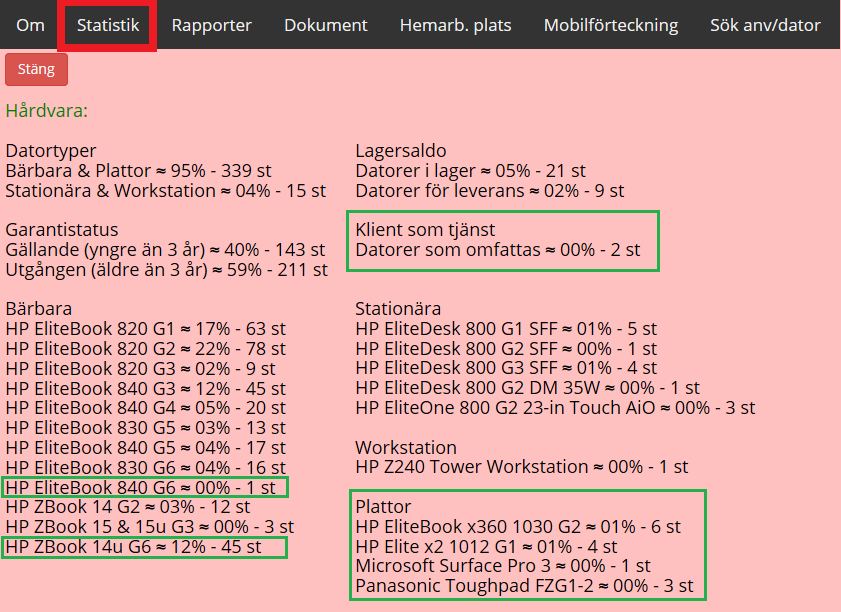 Om Statistik Rapporter Dokument Hemarb. plats Mobilförteckning Sök anv/dator
Stäng
Hårdvara:
Datortyper
Bärbara & Plattor ≈ 95% - 339 st
Stationära & Workstation ≈ 04% - 15 st
Lagersaldo
Datorer i lager ≈ 05% - 21 st
Datorer för leverans ≈ 02% - 9 st
Garantistatus
Gällande (yngre än 3 år) ≈ 40% - 143 st
Utgången (äldre än 3 år) ≈ 59% - 211 st
Klient som tjänst
Datorer som omfattas ≈ 00% - 2 st
Bärbara
HP EliteBook 820 G1 ≈ 17% - 63 st
HP EliteBook 820 G2 ≈ 22% - 78 st
HP EliteBook 820 G3 ≈ 02% - 9 st
HP EliteBook 840 G3 ≈ 12% - 45 st
HP EliteBook 840 G4 ≈ 05% - 20 st
HP EliteBook 830 G5 ≈ 03% - 13 st
HP EliteBook 840 G5 ≈ 04% - 17 st
HP EliteBook 830 G6 ≈ 04% - 16 st
HP EliteBook 840 G6 ≈ 00% - 1 st
HP ZBook 14 G2 ≈ 03% - 12 st
HP ZBook 15 & 15u G3 ≈ 00% - 3 st
HP ZBook 14u G6 ≈ 12% - 45 st
Stationära
HP EliteDesk 800 G1 SFF ≈ 01% - 5 st
HP EliteDesk 800 G2 SFF ≈ 00% - 1 st
HP EliteDesk 800 G3 SFF ≈ 01% - 4 st
HP EliteDesk 800 G2 DM 35W ≈ 00% - 1 st
HP EliteOne 800 G2 23-in Touch AiO ≈ 00% - 3 st
Workstation
HP Z240 Tower Workstation ≈ 00% - 1 st
Plattor
HP EliteBook x360 1030 G2 ≈ 01% - 6 st
HP Elite x2 1012 G1 ≈ 01% - 4 st
Microsoft Surface Pro 3 ≈ 00% - 1 st
Panasonic Toughpad FZG1-2 ≈ 00% - 3 st